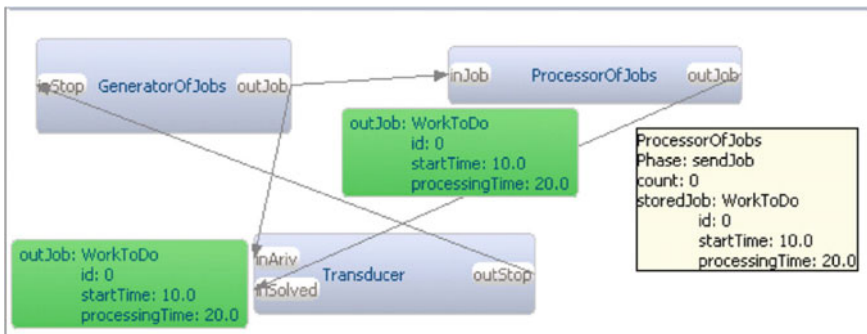 inStop GeneratorOfJobs outJob
inJob ProcessorOfJobs outJob
outJob: WorkToDo
id: 0
startTime: 10.0
processingTime: 20.0
ProcessorOfJobs
Phase: sendJob
count: 0
storedJob: WorkToDo
id: 0
startTime: 10.0
processingTime: 20.0
outJob: WorkToDo
id: 0
startTime: 10.0
processingTime: 20.0
inAriv
inSolved Transducer outStop